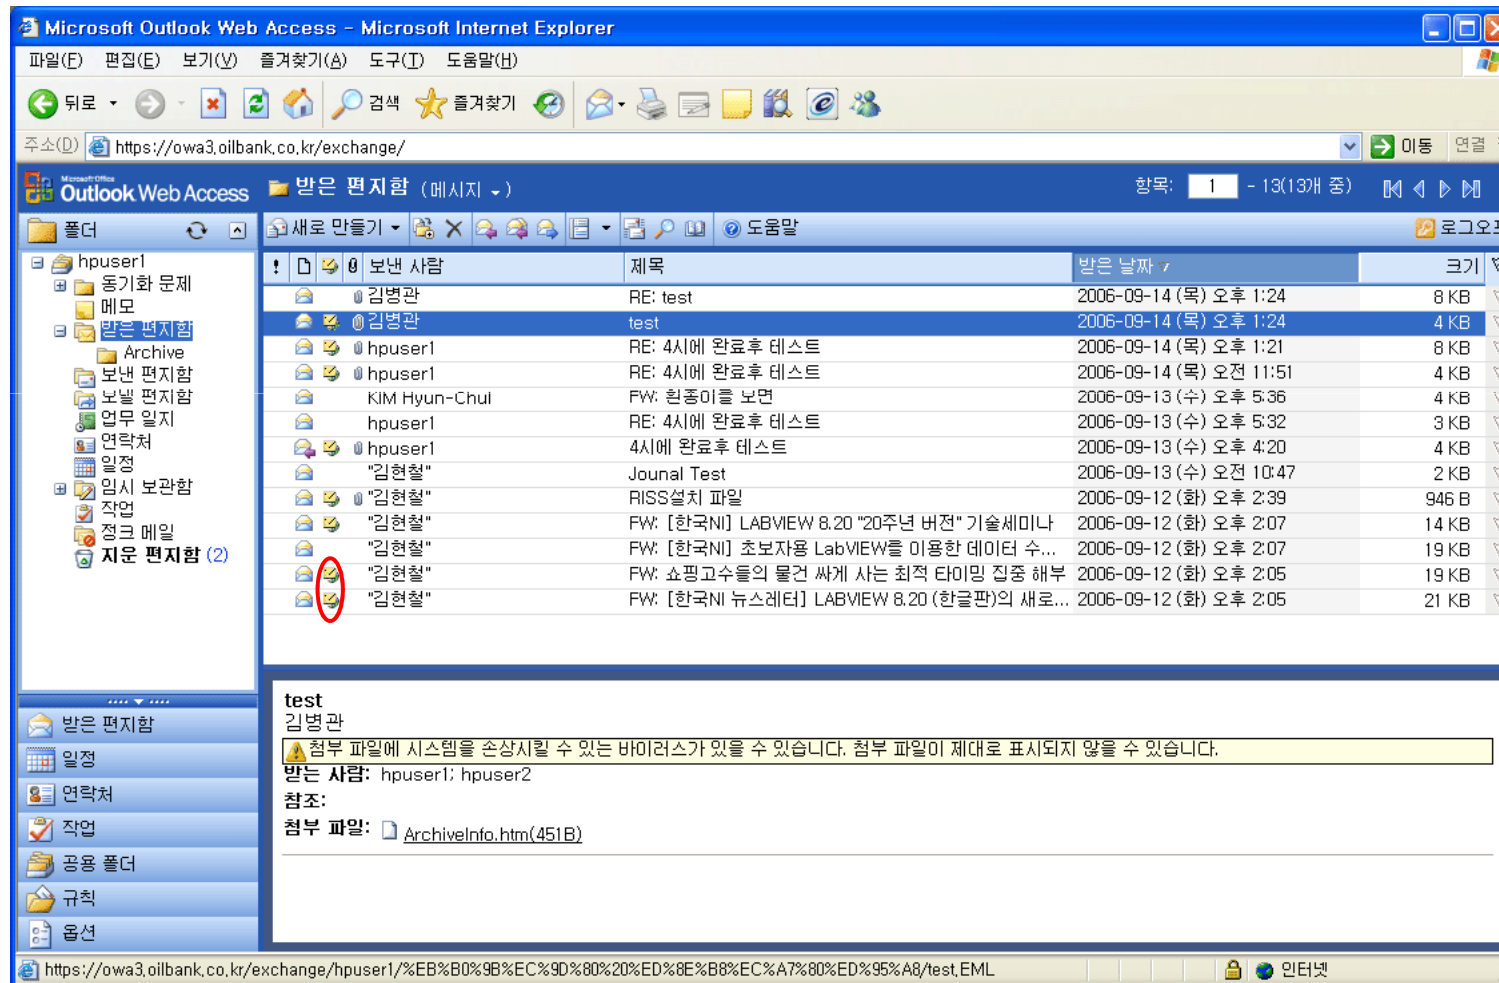 Microsoft Outlook Web Access - Microsoft Internet Explorer
파일(F) 편집(E) 보기(V) 즐겨찾기(A) 도구(T) 도움말(H)
뒤로 검색 즐겨찾기
주소(D) https://owa3.oilbank.co.kr/exchange/ 이동 연결
Microsoft Office
Outlook Web Access 받은 편지함 (메시지 ) 항목: 1 - 13(13개 중)
폴더 새로 만들기 도움말 로그오프
hpuser1
동기화 문제
메모
받은 편지함
Archive
보낸 편지함
보낼 편지함
업무 일지
연락처
일정
임시 보관함
작업
정크 메일
지운 편지함 (2)
! 보낸 사람 제목 받은 날짜 크기
김병관 RE: test 2006-09-14 (목) 오후 1:24 8 KB
김병관 test 2006-09-14 (목) 오후 1:24 4 KB
hpuser1 RE: 4시에 완료후 테스트 2006-09-14 (목) 오후 1:21 8 KB
hpuser1 RE: 4시에 완료후 테스트 2006-09-14 (목) 오전 11:51 4 KB
KIM Hyun-Chul FW: 흰종이를 보면 2006-09-13 (수) 오후 5:36 4 KB
hpuser1 RE: 4시에 완료후 테스트 2006-09-13 (수) 오후 5:32 3 KB
hpuser1 4시에 완료후 테스트 2006-09-13 (수) 오후 4:20 4 KB
"김현철" Jounal Test 2006-09-13 (수) 오전 10:47 2 KB
"김현철" RISS설치 파일 2006-09-12 (화) 오후 2:39 946 B
"김현철" FW: [한국NI] LABVIEW 8.20 "20주년 버전" 기술세미나 2006-09-12 (화) 오후 2:07 14 KB
"김현철" FW: [한국NI] 초보자용 LabVIEW를 이용한 데이터 수... 2006-09-12 (화) 오후 2:07 19 KB
"김현철" FW: 쇼핑고수들의 물건 싸게 사는 최적 타이밍 집중 해부 2006-09-12 (화) 오후 2:05 19 KB
"김현철" FW: [한국NI 뉴스레터] LABVIEW 8.20 (한글판)의 새로... 2006-09-12 (화) 오후 2:05 21 KB
받은 편지함
일정
연락처
작업
공용 폴더
규칙
옵션
test
김병관
첨부 파일에 시스템을 손상시킬 수 있는 바이러스가 있을 수 있습니다. 첨부 파일이 제대로 표시되지 않을 수 있습니다.
받는 사람: hpuser1; hpuser2
참조:
첨부 파일: ArchiveInfo.htm(451B)
https://owa3.oilbank.co.kr/exchange/hpuser1/%EB%B0%9B%EC%9D%80%20%ED%8E%B8%EC%A7%80%ED%95%A8/test.EML 인터넷